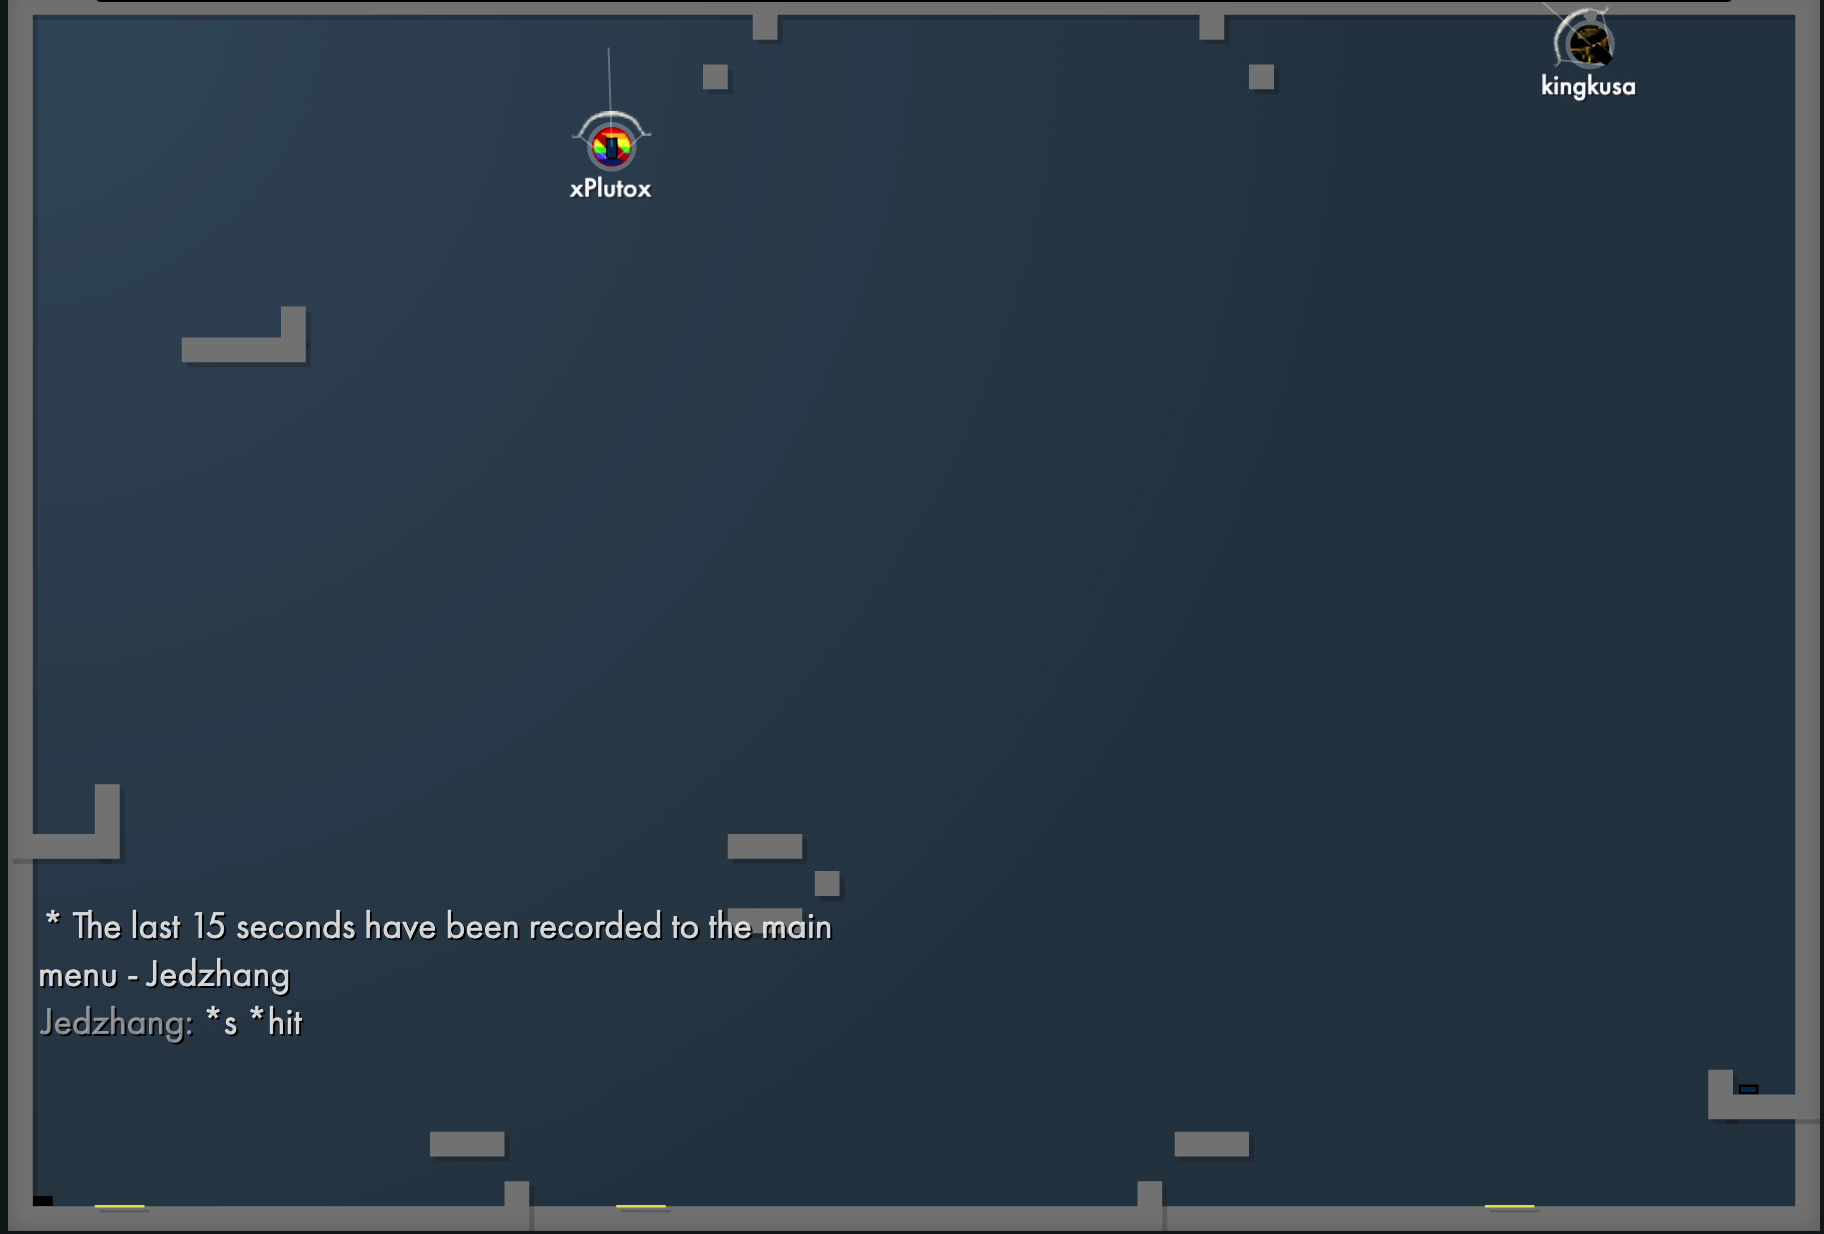 kingkusa
xPlutox
* The last 15 seconds have been recorded to the main
menu - Jedzhang
Jedzhang: *s *hit